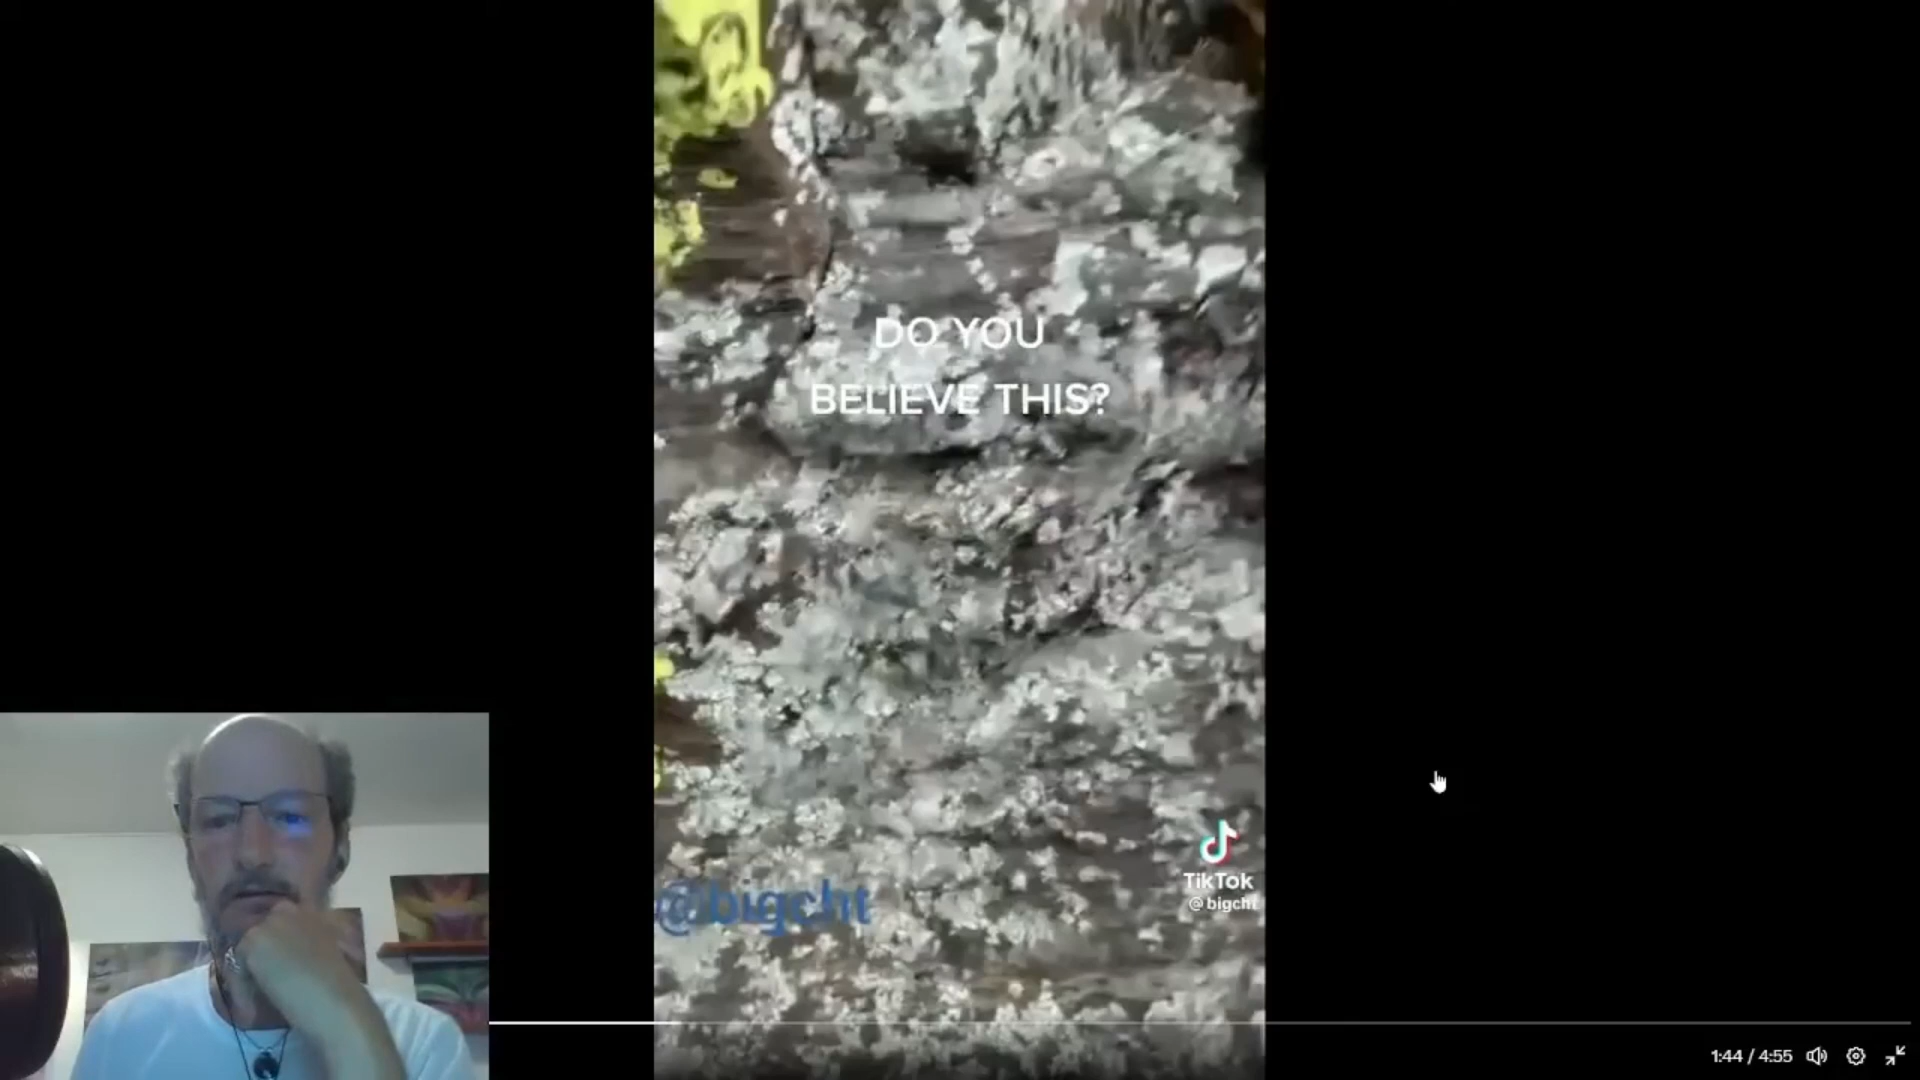 DO YOU
BELIEVE THIS?
@bigcht
TikTok
@bigcht
1:44 / 4:55